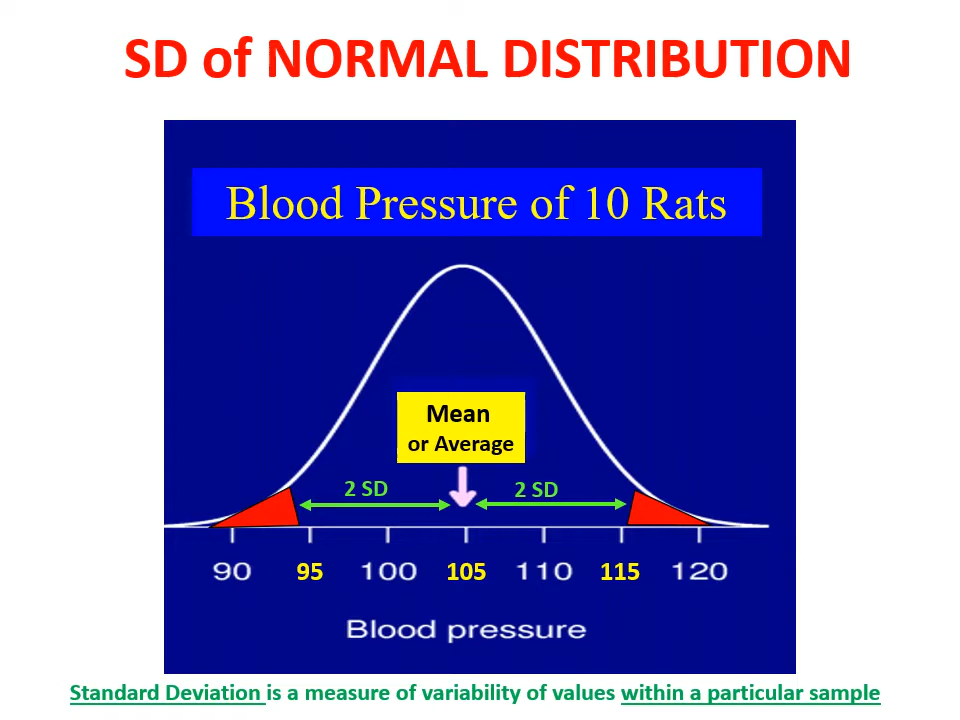 SD of NORMAL DISTRIBUTION
Blood Pressure of 10 Rats
Mean
or Average
2 SD 2 SD
90 95 100 105 110 115 120
Blood pressure
Standard Deviation is a measure of variability of values within a particular sample